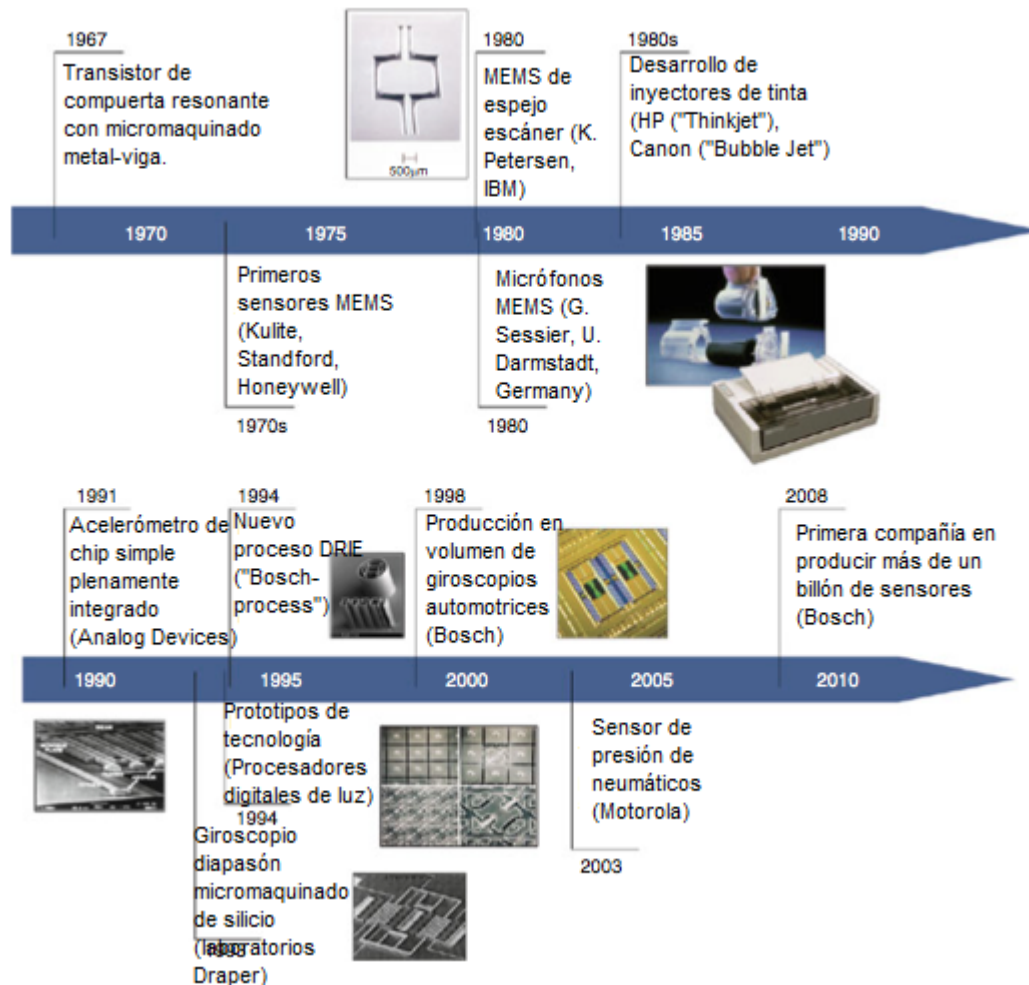 1967
Transistor de
compuerta resonante
con micromaquinado
metal-viga.
500µm
1980
MEMS de
espejo
escáner (K.
Petersen,
IBM)
1980s
Desarrollo de
inyectores de tinta
(HP ("Thinkjet"),
Canon ("Bubble Jet")
1970
1975
1980
1985
1990
Primeros
sensores MEMS
(Kulite,
Standford,
Honeywell)
1970s
Micrófonos
MEMS (G.
Sessier, U.
Darmstadt,
Germany)
1980
1991
Acelerómetro de
chip simple
plenamente
integrado
(Analog Devices)
1994
Nuevo
proceso DRIE
("Bosch-
process")
BOSCH
1998
Producción en
volumen de
giroscopios
automotrices
(Bosch)
2008
Primera compañía en
producir más de un
billón de sensores
(Bosch)
1990
1995
2000
2005
2010
Prototipos de
tecnología
(Procesadores
digitales de luz)
1994
Giroscopio
diapasón
micromaquinado
de silicio
(laboratorios
1993
Draper)
Sensor de
presión de
neumáticos
(Motorola)
2003